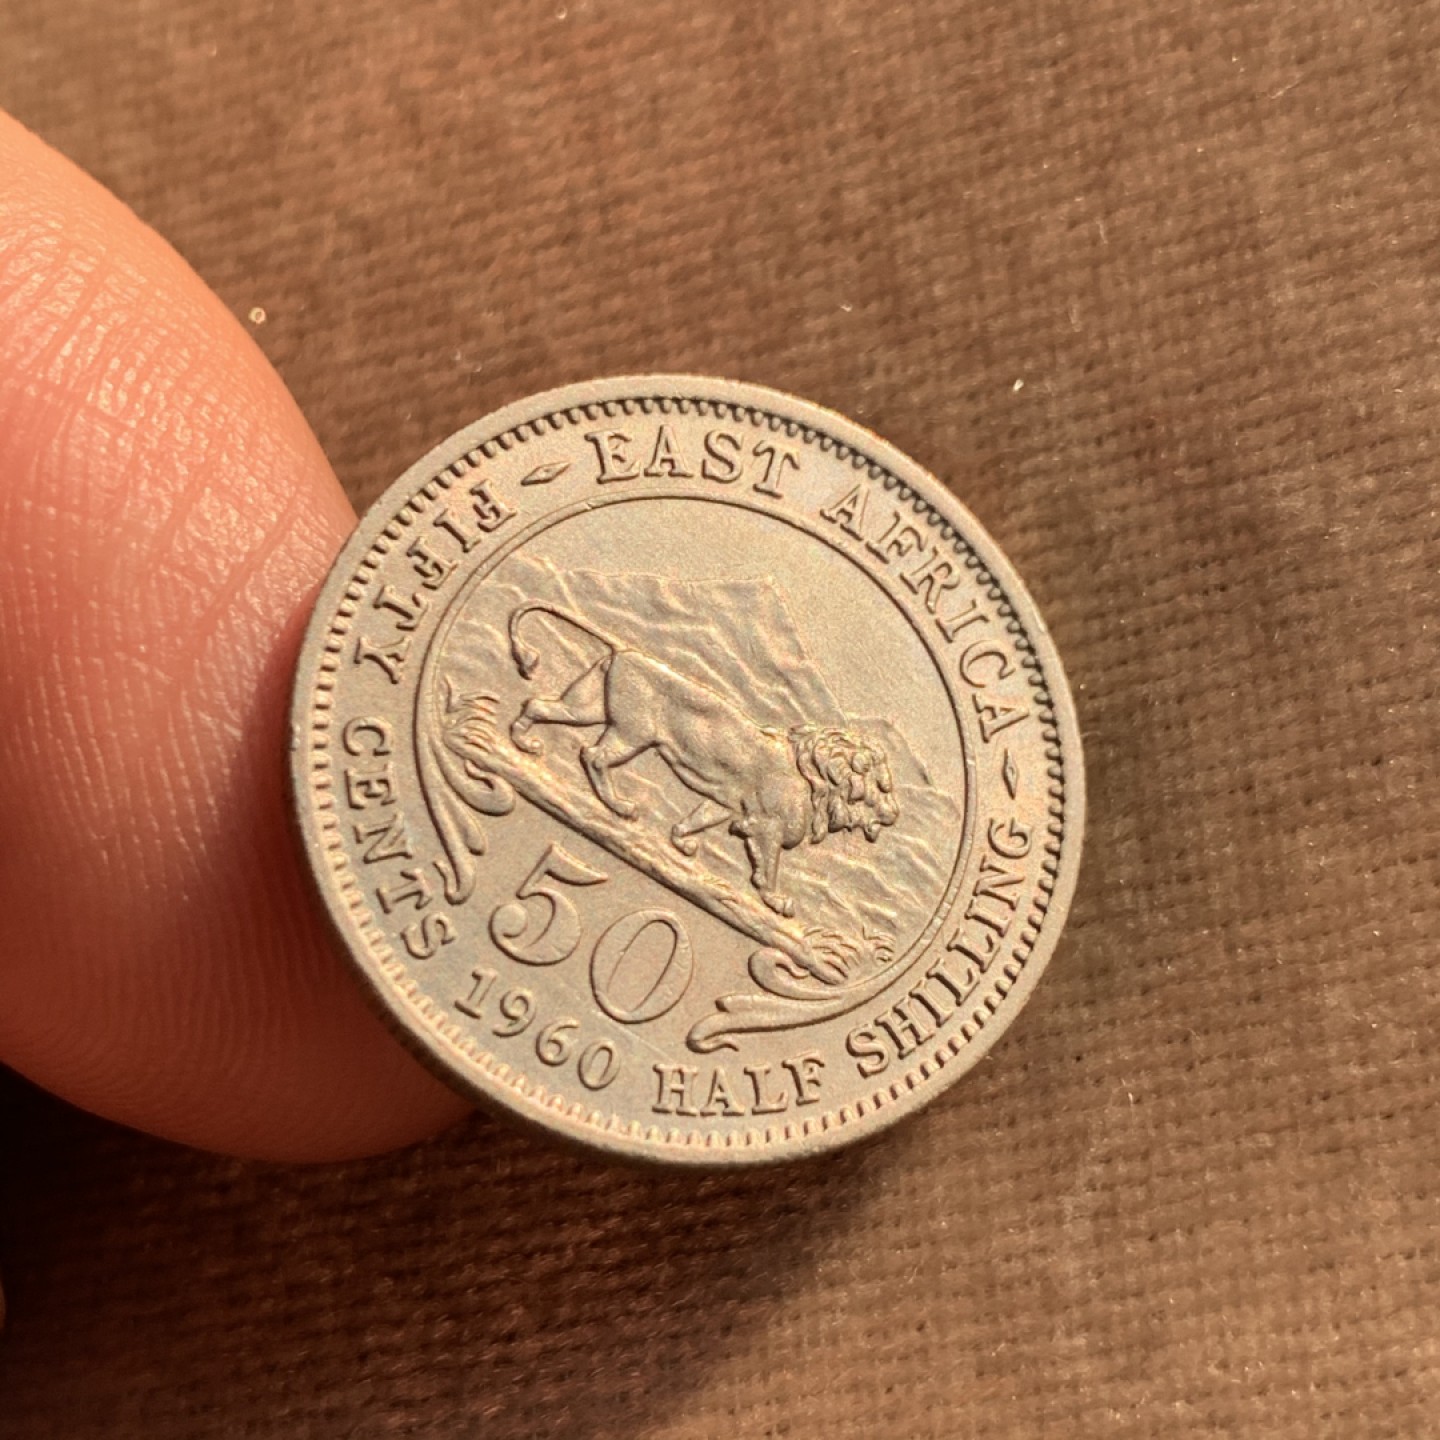 EAST AFRICA
FIFTY CENTS
50
1960
HALF SHILLING